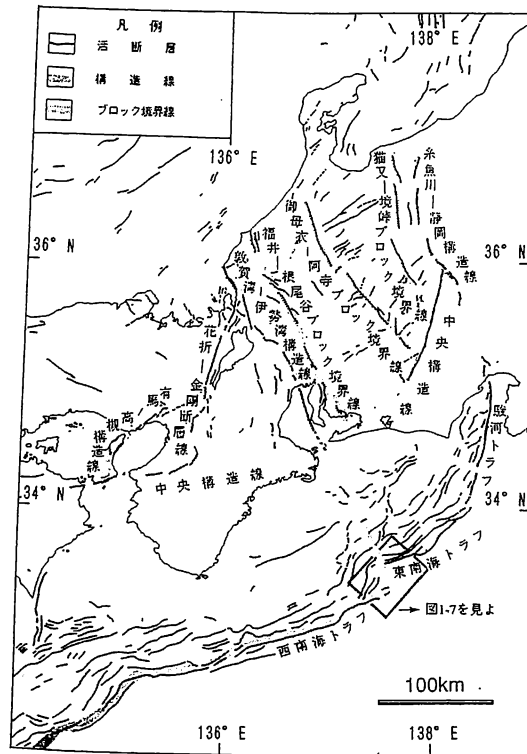 凡例
活断層
構造線
ブロック境界線
138° E
136° E
36° N
36° N
糸魚川―静岡構造線
猫又―境峠ブロック境界線
御母衣―阿寺ブロック境界線
福井―根尾谷ブロック境界線
敦賀湾―伊勢湾構造線
花折―金剛断層線
有馬高槻構造線
中央構造線
中央構造線
駿河トラフ
34° N
34° N
東南海トラフ
西南海トラフ
図1-7を見よ
100km
136° E
138° E